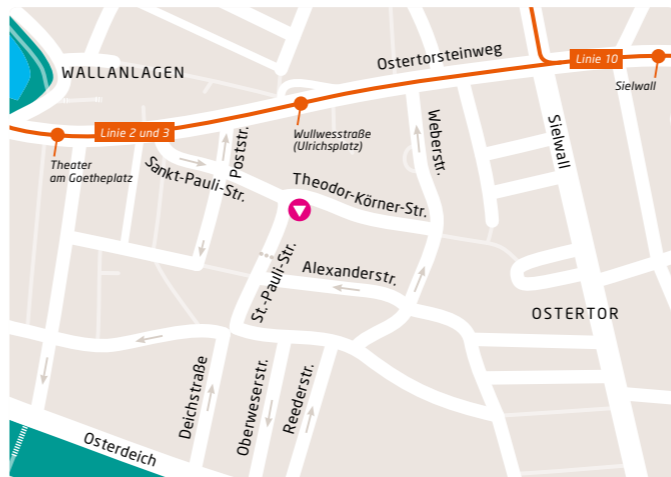 Ostertorsteinweg
Linie 10
WALLANLAGEN
Sielwall
Linie 2 und 3
Wullwesstraße
(Ulrichsplatz)
Theater
am Goetheplatz
Poststr.
Weberstr.
Sielwall
Sankt-Pauli-Str.
Theodor-Körner-Str.
St.-Pauli-Str.
Alexanderstr.
OSTERTOR
Deichstraße
Oberweserstr.
Reederstr.
Osterdeich